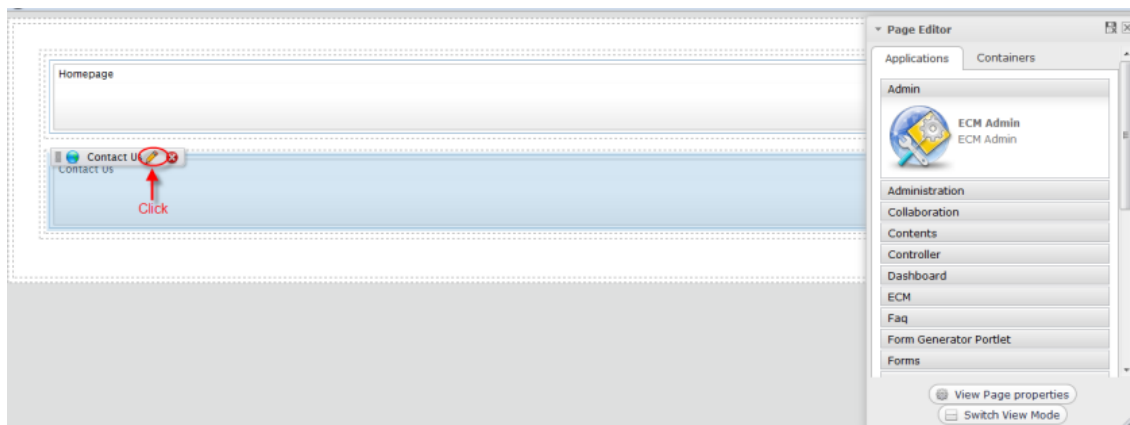 Page Editor
Applications
Containers
Homepage
Admin
ECM Admin
ECM Admin
Contact U
Contact Us
Click
Administration
Collaboration
Contents
Controller
Dashboard
ECM
Faq
Form Generator Portlet
Forms
View Page properties
Switch View Mode